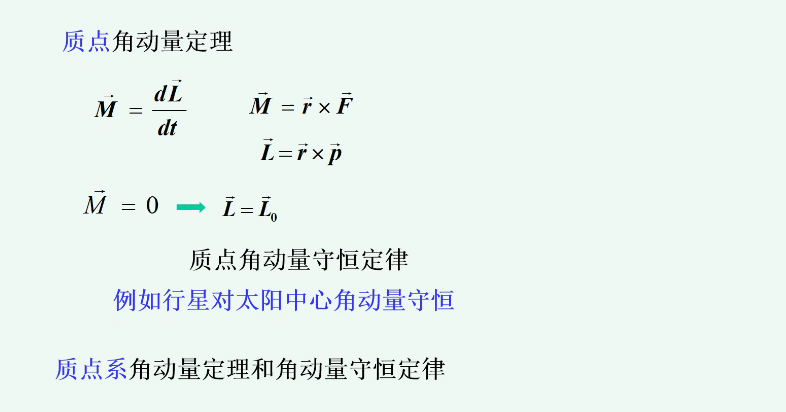 质点角动量定理
$\vec{M} = \frac{d\vec{L}}{dt}$ $\vec{M} = \vec{r} \times \vec{F}$
$\vec{L} = \vec{r} \times \vec{p}$
$\vec{M} = 0$ ➡ $\vec{L} = \vec{L}_0$
质点角动量守恒定律
例如行星对太阳中心角动量守恒
质点系角动量定理和角动量守恒定律